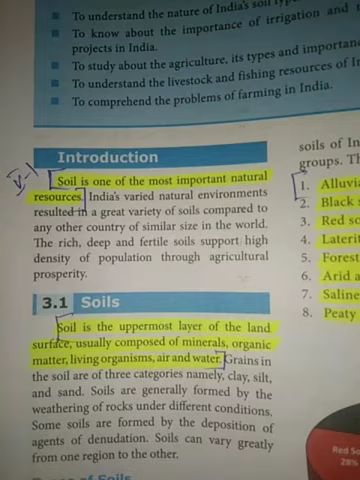 To understand the nature of India's soil
To know about the importance of irrigation and
projects in India.
To study about the agriculture, its types and
To understand the livestock and fishing resources of
To comprehend the problems of farming in India.
V-1
Introduction
Soil is one of the most important natural
resources. India's varied natural environments
resulted in a great variety of soils compared to
any other country of similar size in the world.
The rich, deep and fertile soils support high
density of population through agricultural
prosperity.
3.1 Soils
Soil is the uppermost layer of the land
surface, usually composed of minerals, organic
matter, living organisms, air and water. Grains in
the soil are of three categories namely, clay, silt,
and sand. Soils are generally formed by the
weathering of rocks under different conditions.
Some soils are formed by the deposition of
agents of denudation. Soils can vary greatly
from one region to the other.
soils of
groups.
1. Alluvi
2. Black
3. Red
4. Laterit
5. Forest
6. Arid
7. Saline
8. Peaty
Red
28%